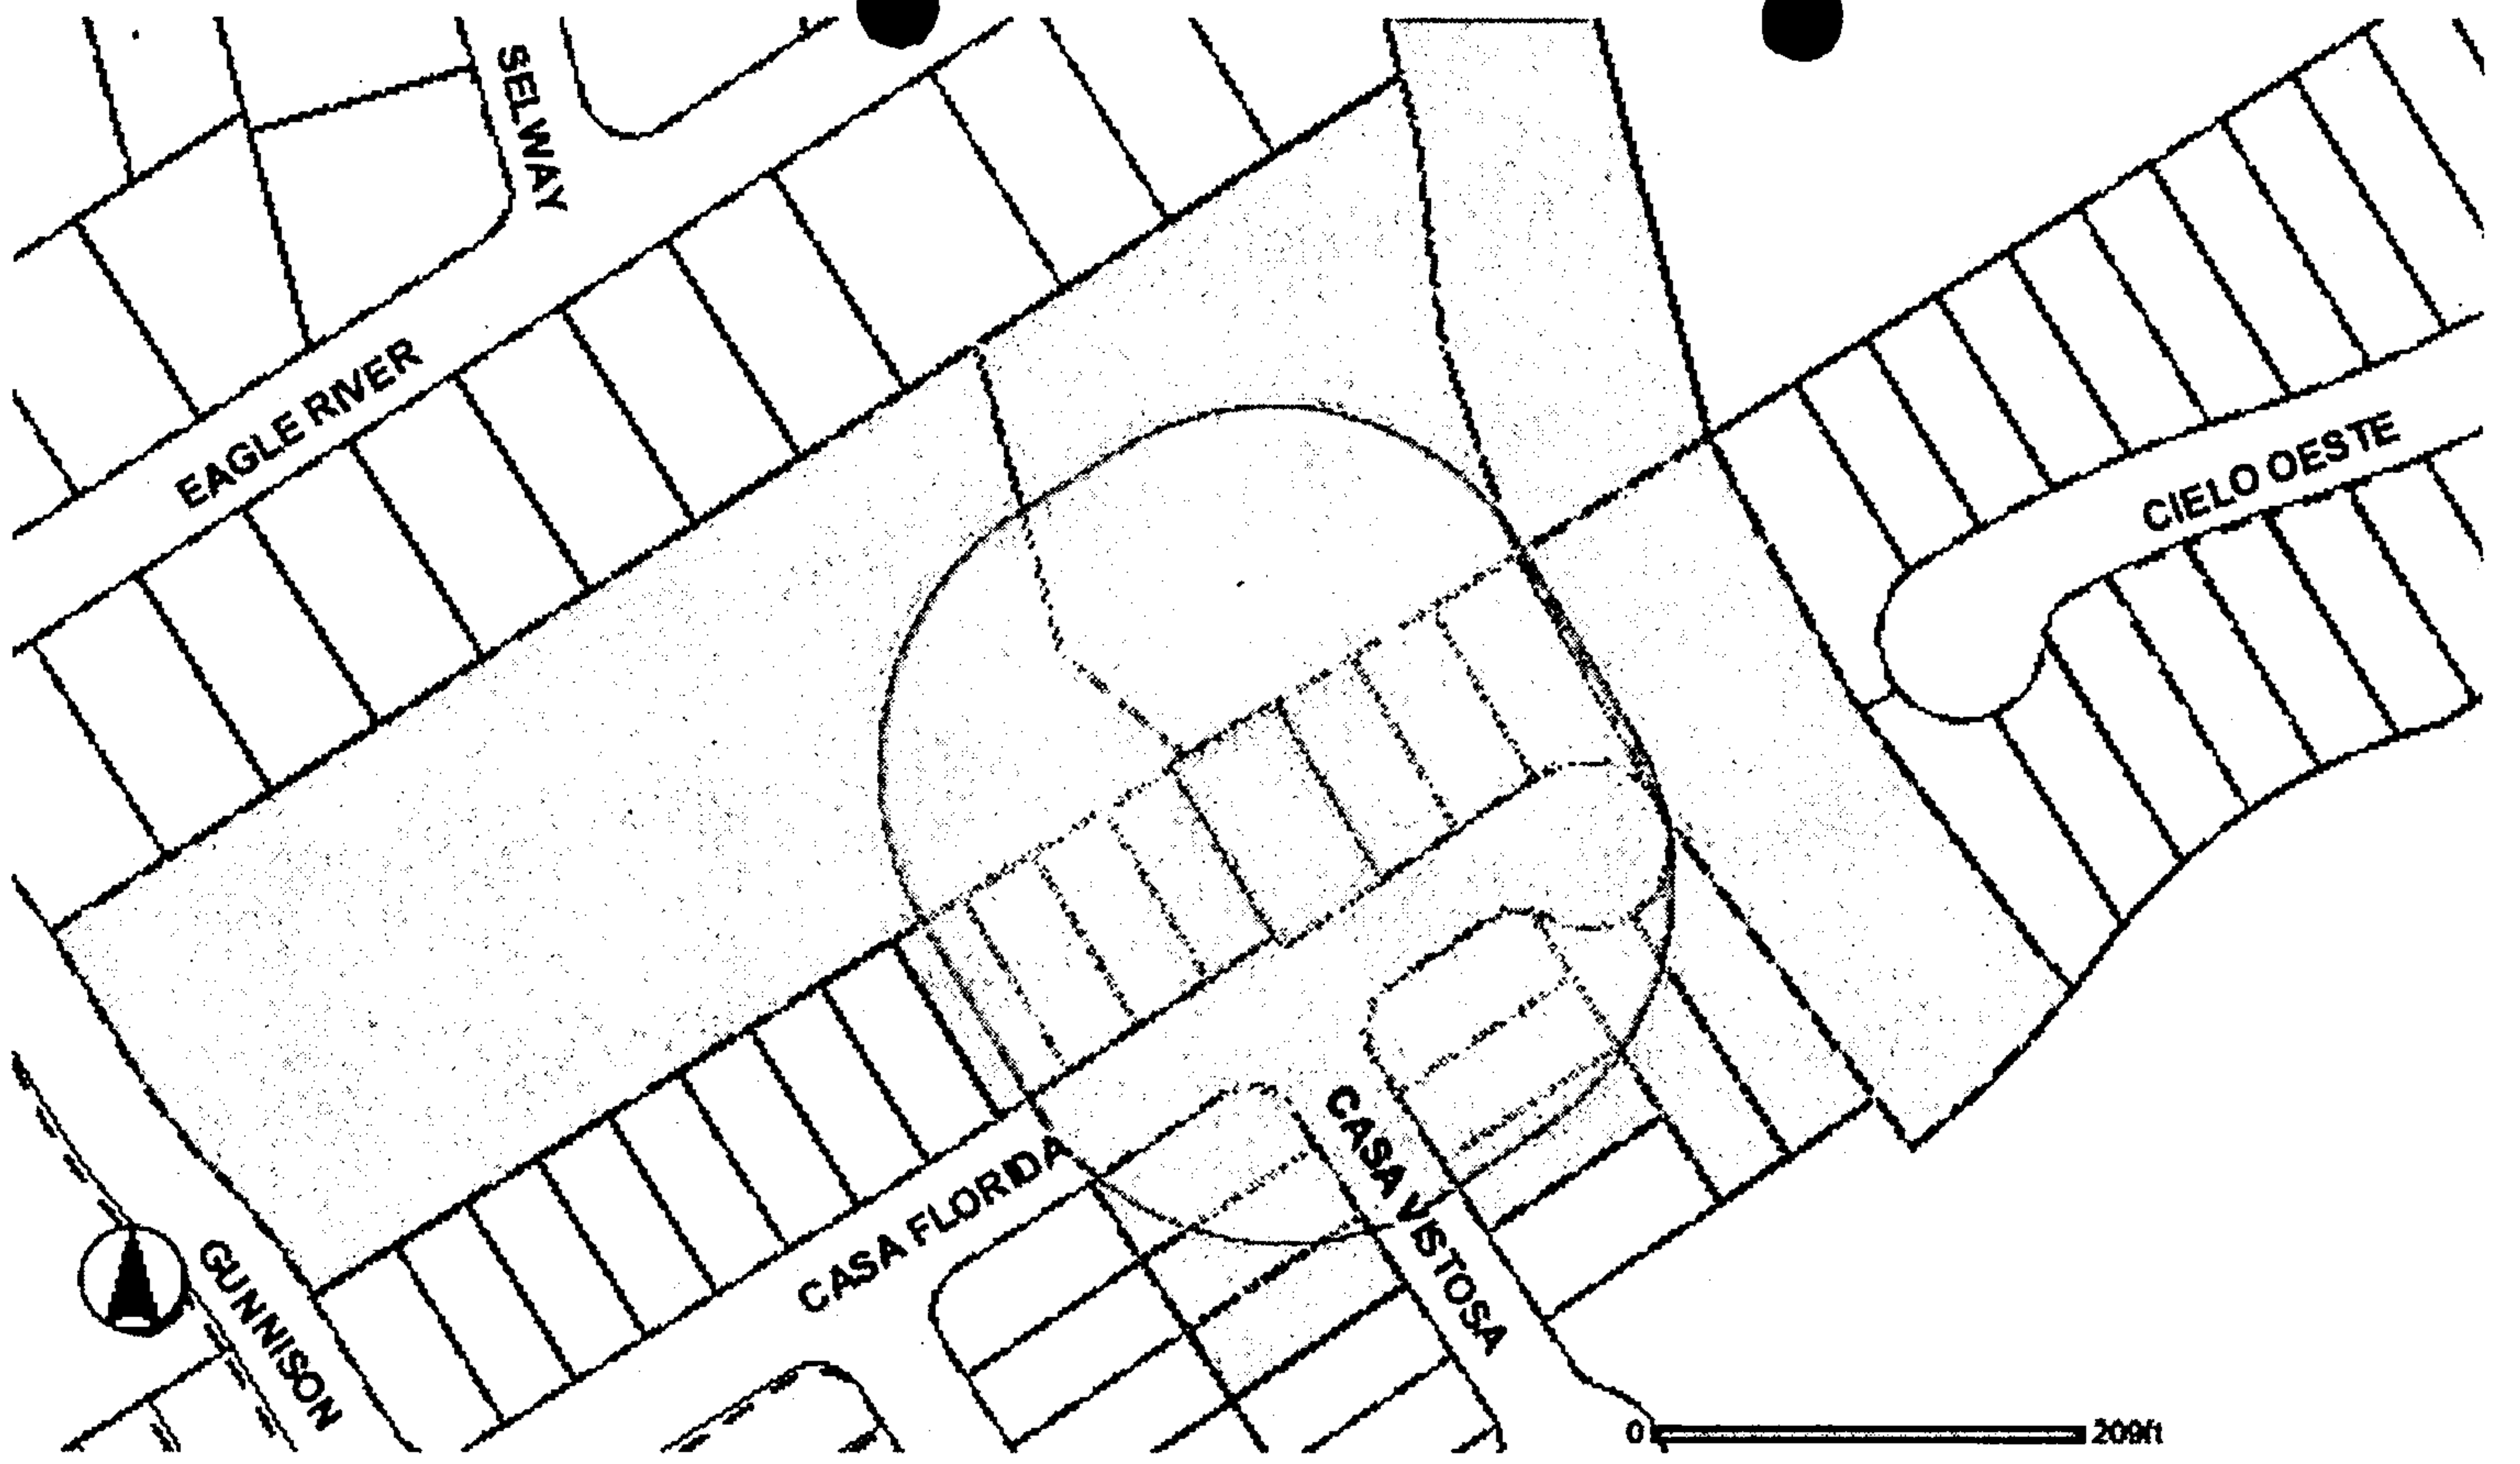 SELWAY
EAGLE RIVER
CIELO OESTE
CASA FLORIDA
CASA VISTOSA
GUNNISON
0 209ft